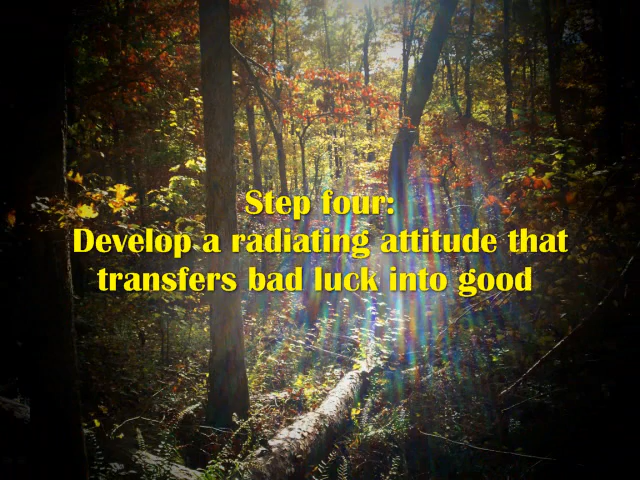 Step four:
Develop a radiating attitude that
transfers bad luck into good